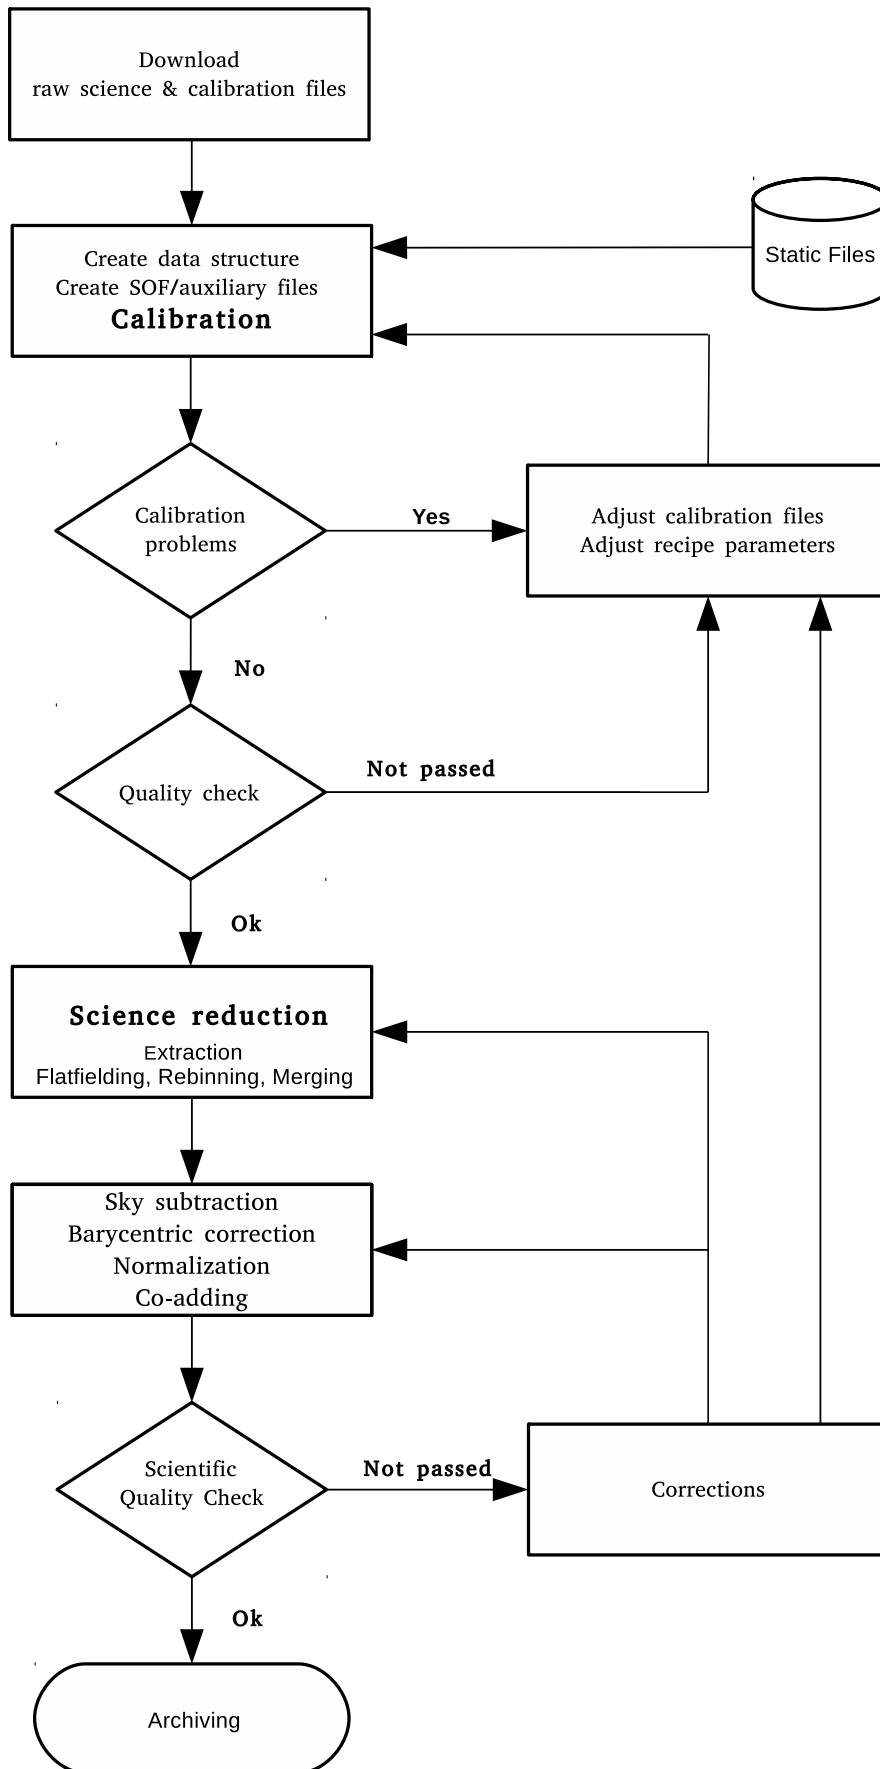 Download
raw science & calibration files
Static Files
Create data structure
Create SOF/auxiliary files
Calibration
Calibration
problems
Yes
Adjust calibration files
Adjust recipe parameters
No
Quality check
Not passed
Ok
Science reduction
Extraction
Flatfielding, Rebinning, Merging
Sky subtraction
Barycentric correction
Normalization
Co-adding
Scientific
Quality Check
Not passed
Corrections
Ok
Archiving